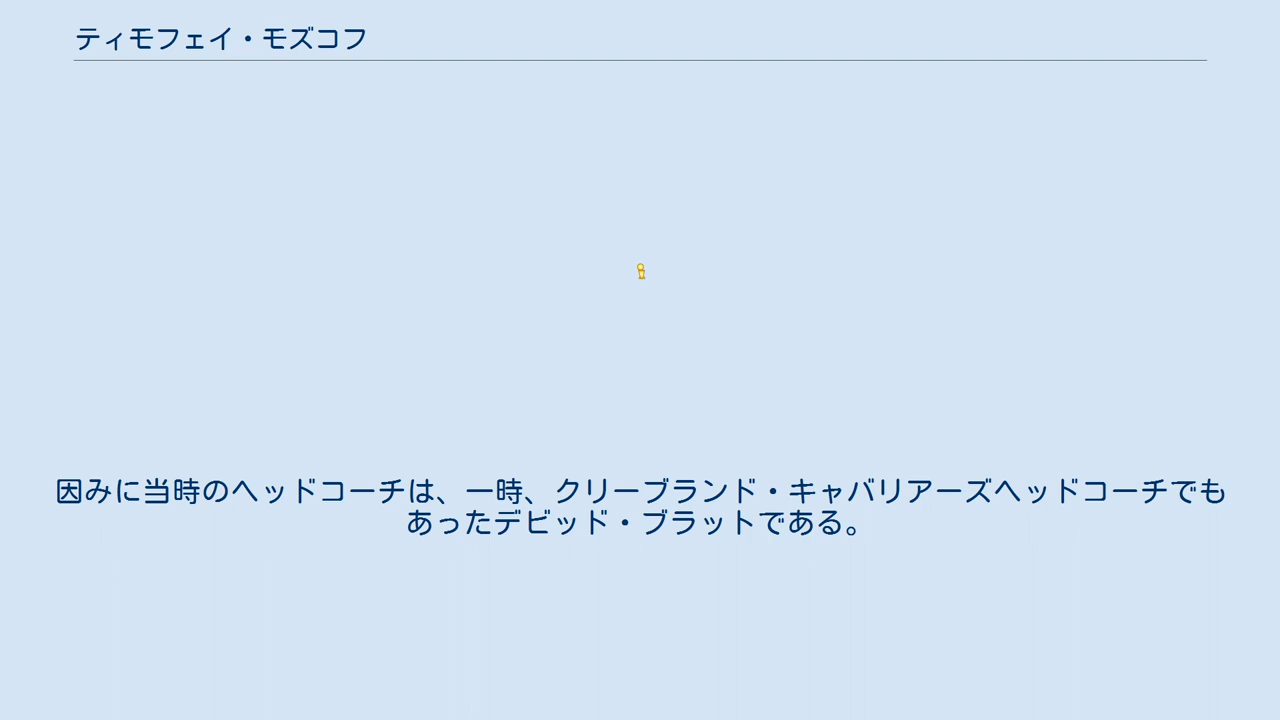 ティモフェイ・モズコフ
因みに当時のヘッドコーチは、一時、クリーブランド・キャバリアーズヘッドコーチでも
あったデビッド・ブラットである。